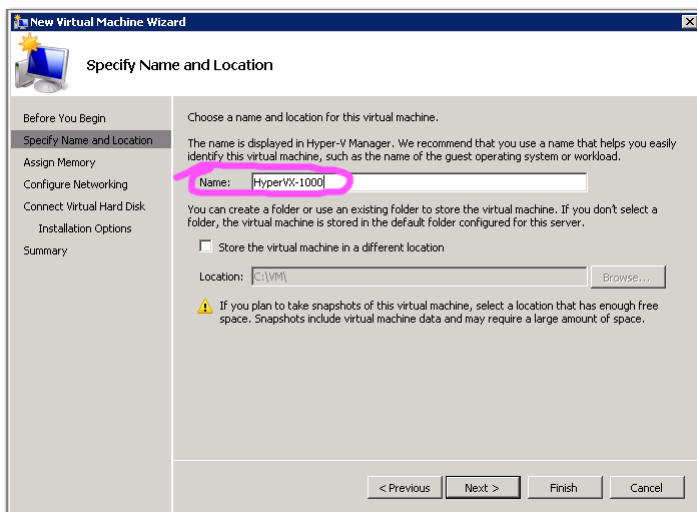 New Virtual Machine Wizard
Specify Name and Location
Before You Begin
Specify Name and Location
Assign Memory
Configure Networking
Connect Virtual Hard Disk
Installation Options
Summary
Choose a name and location for this virtual machine.
The name is displayed in Hyper-V Manager. We recommend that you use a name that helps you easily
identify this virtual machine, such as the name of the guest operating system or workload.
Name: HyperVX-1000
You can create a folder or use an existing folder to store the virtual machine. If you don't select a
folder, the virtual machine is stored in the default folder configured for this server.
Store the virtual machine in a different location
Location: C:\VM\ Browse...
If you plan to take snapshots of this virtual machine, select a location that has enough free
space. Snapshots include virtual machine data and may require a large amount of space.
< Previous Next > Finish Cancel